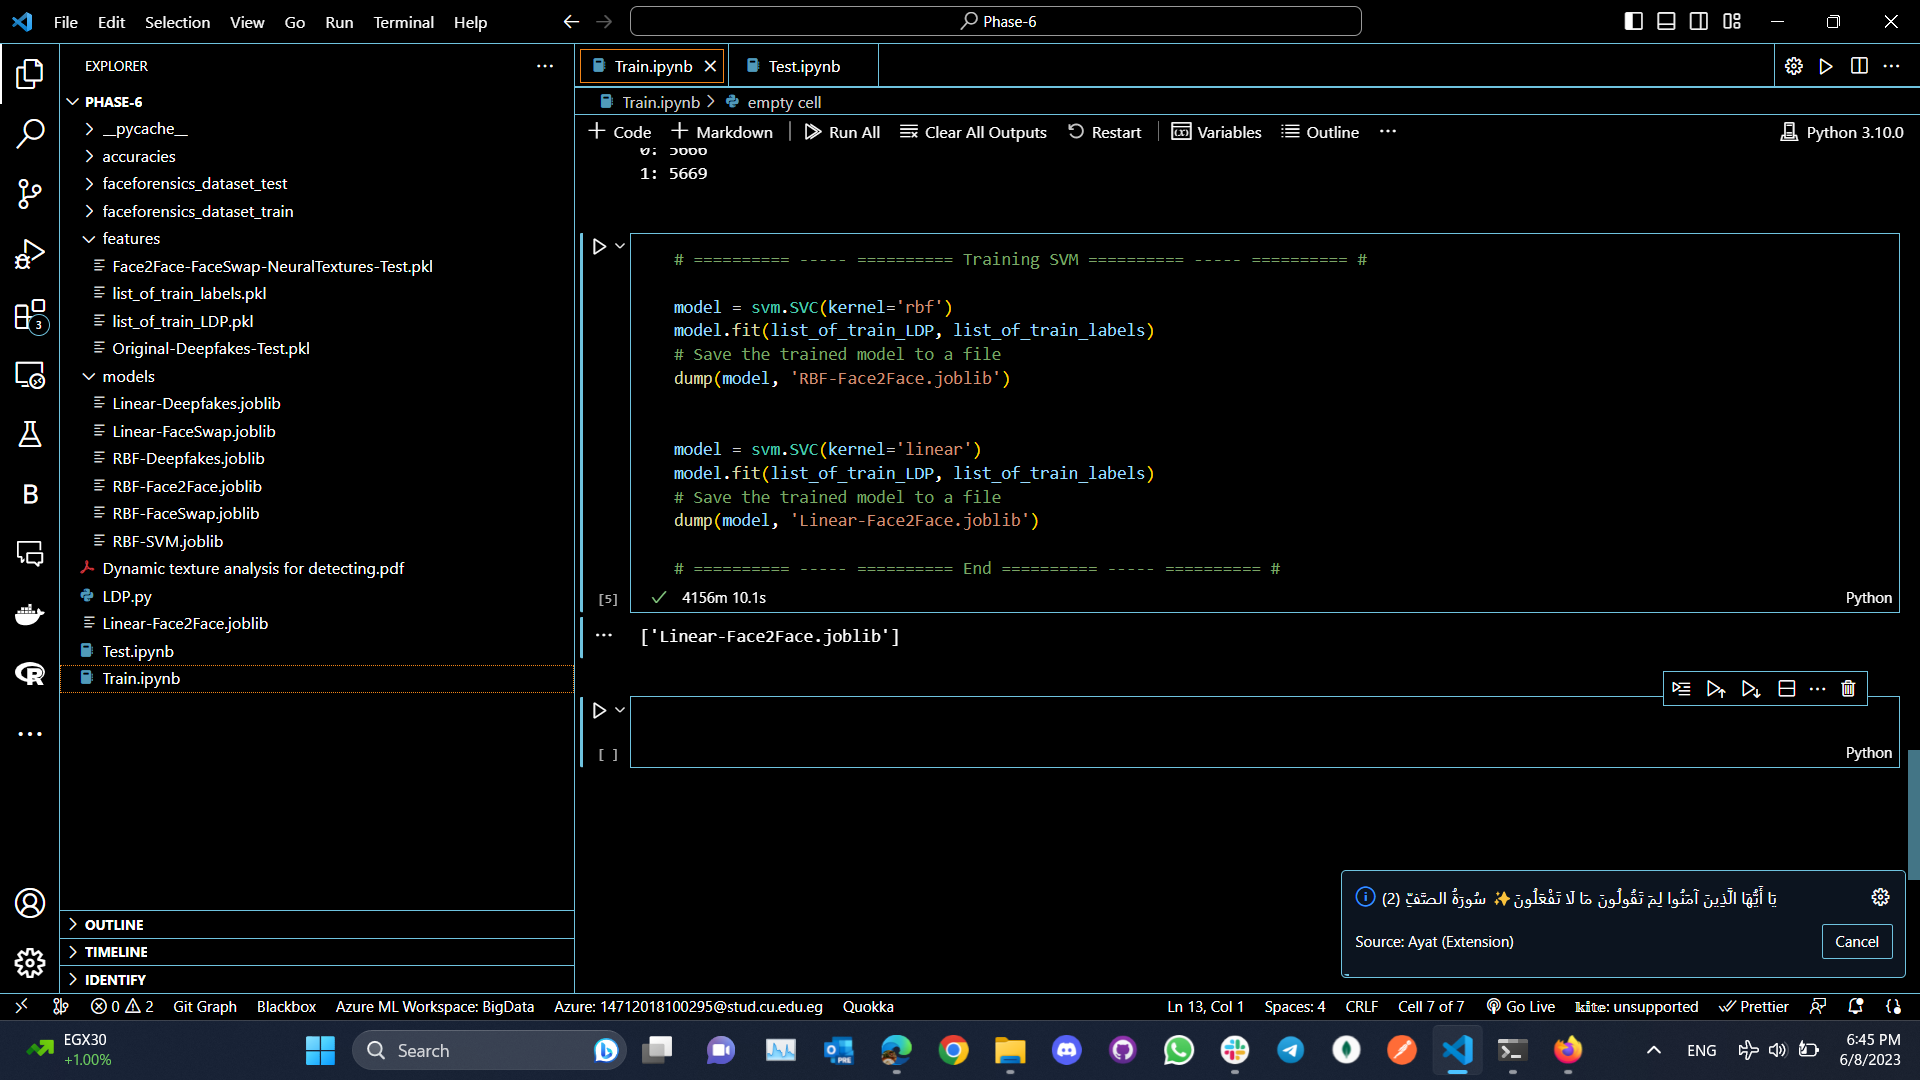 File Edit Selection View Go Run Terminal Help
Phase-6
EXPLORER
PHASE-6
__pycache__
accuracies
faceforensics_dataset_test
faceforensics_dataset_train
features
Face2Face-FaceSwap-NeuralTextures-Test.pkl
list_of_train_labels.pkl
list_of_train_LDP.pkl
Original-Deepfakes-Test.pkl
models
Linear-Deepfakes.joblib
Linear-FaceSwap.joblib
RBF-Deepfakes.joblib
RBF-Face2Face.joblib
RBF-FaceSwap.joblib
RBF-SVM.joblib
Dynamic texture analysis for detecting.pdf
LDP.py
Linear-Face2Face.joblib
Test.ipynb
Train.ipynb
OUTLINE
TIMELINE
IDENTIFY
3
B
Train.ipynb
Test.ipynb
Train.ipynb > empty cell
+ Code + Markdown Run All Clear All Outputs Restart Variables Outline ...
Python 3.10.0
0: 5666
1: 5669
# ========== ----- ========== Training SVM ========== ----- ========== #
model = svm.SVC(kernel='rbf')
model.fit(list_of_train_LDP, list_of_train_labels)
# Save the trained model to a file
dump(model, 'RBF-Face2Face.joblib')
model = svm.SVC(kernel='linear')
model.fit(list_of_train_LDP, list_of_train_labels)
# Save the trained model to a file
dump(model, 'Linear-Face2Face.joblib')
# ========== ----- ========== End ========== ----- ========== #
[5] 4156m 10.1s
Python
['Linear-Face2Face.joblib']
[ ]
Python
يَا أَيُّهَا الَّذِينَ آمَنُوا لِمَ تَقُولُونَ مَا لَا تَفْعَلُونَ ✨ سُورَةُ الصَّفِّ (2)
Source: Ayat (Extension)
Cancel
0 2 Git Graph Blackbox Azure ML Workspace: BigData Azure: 14712018100295@stud.cu.edu.eg Quokka
Ln 13, Col 1 Spaces: 4 CRLF Cell 7 of 7 Go Live kite: unsupported Prettier
EGX30
+1.00%
Search
PRE
ENG
6:45 PM
6/8/2023